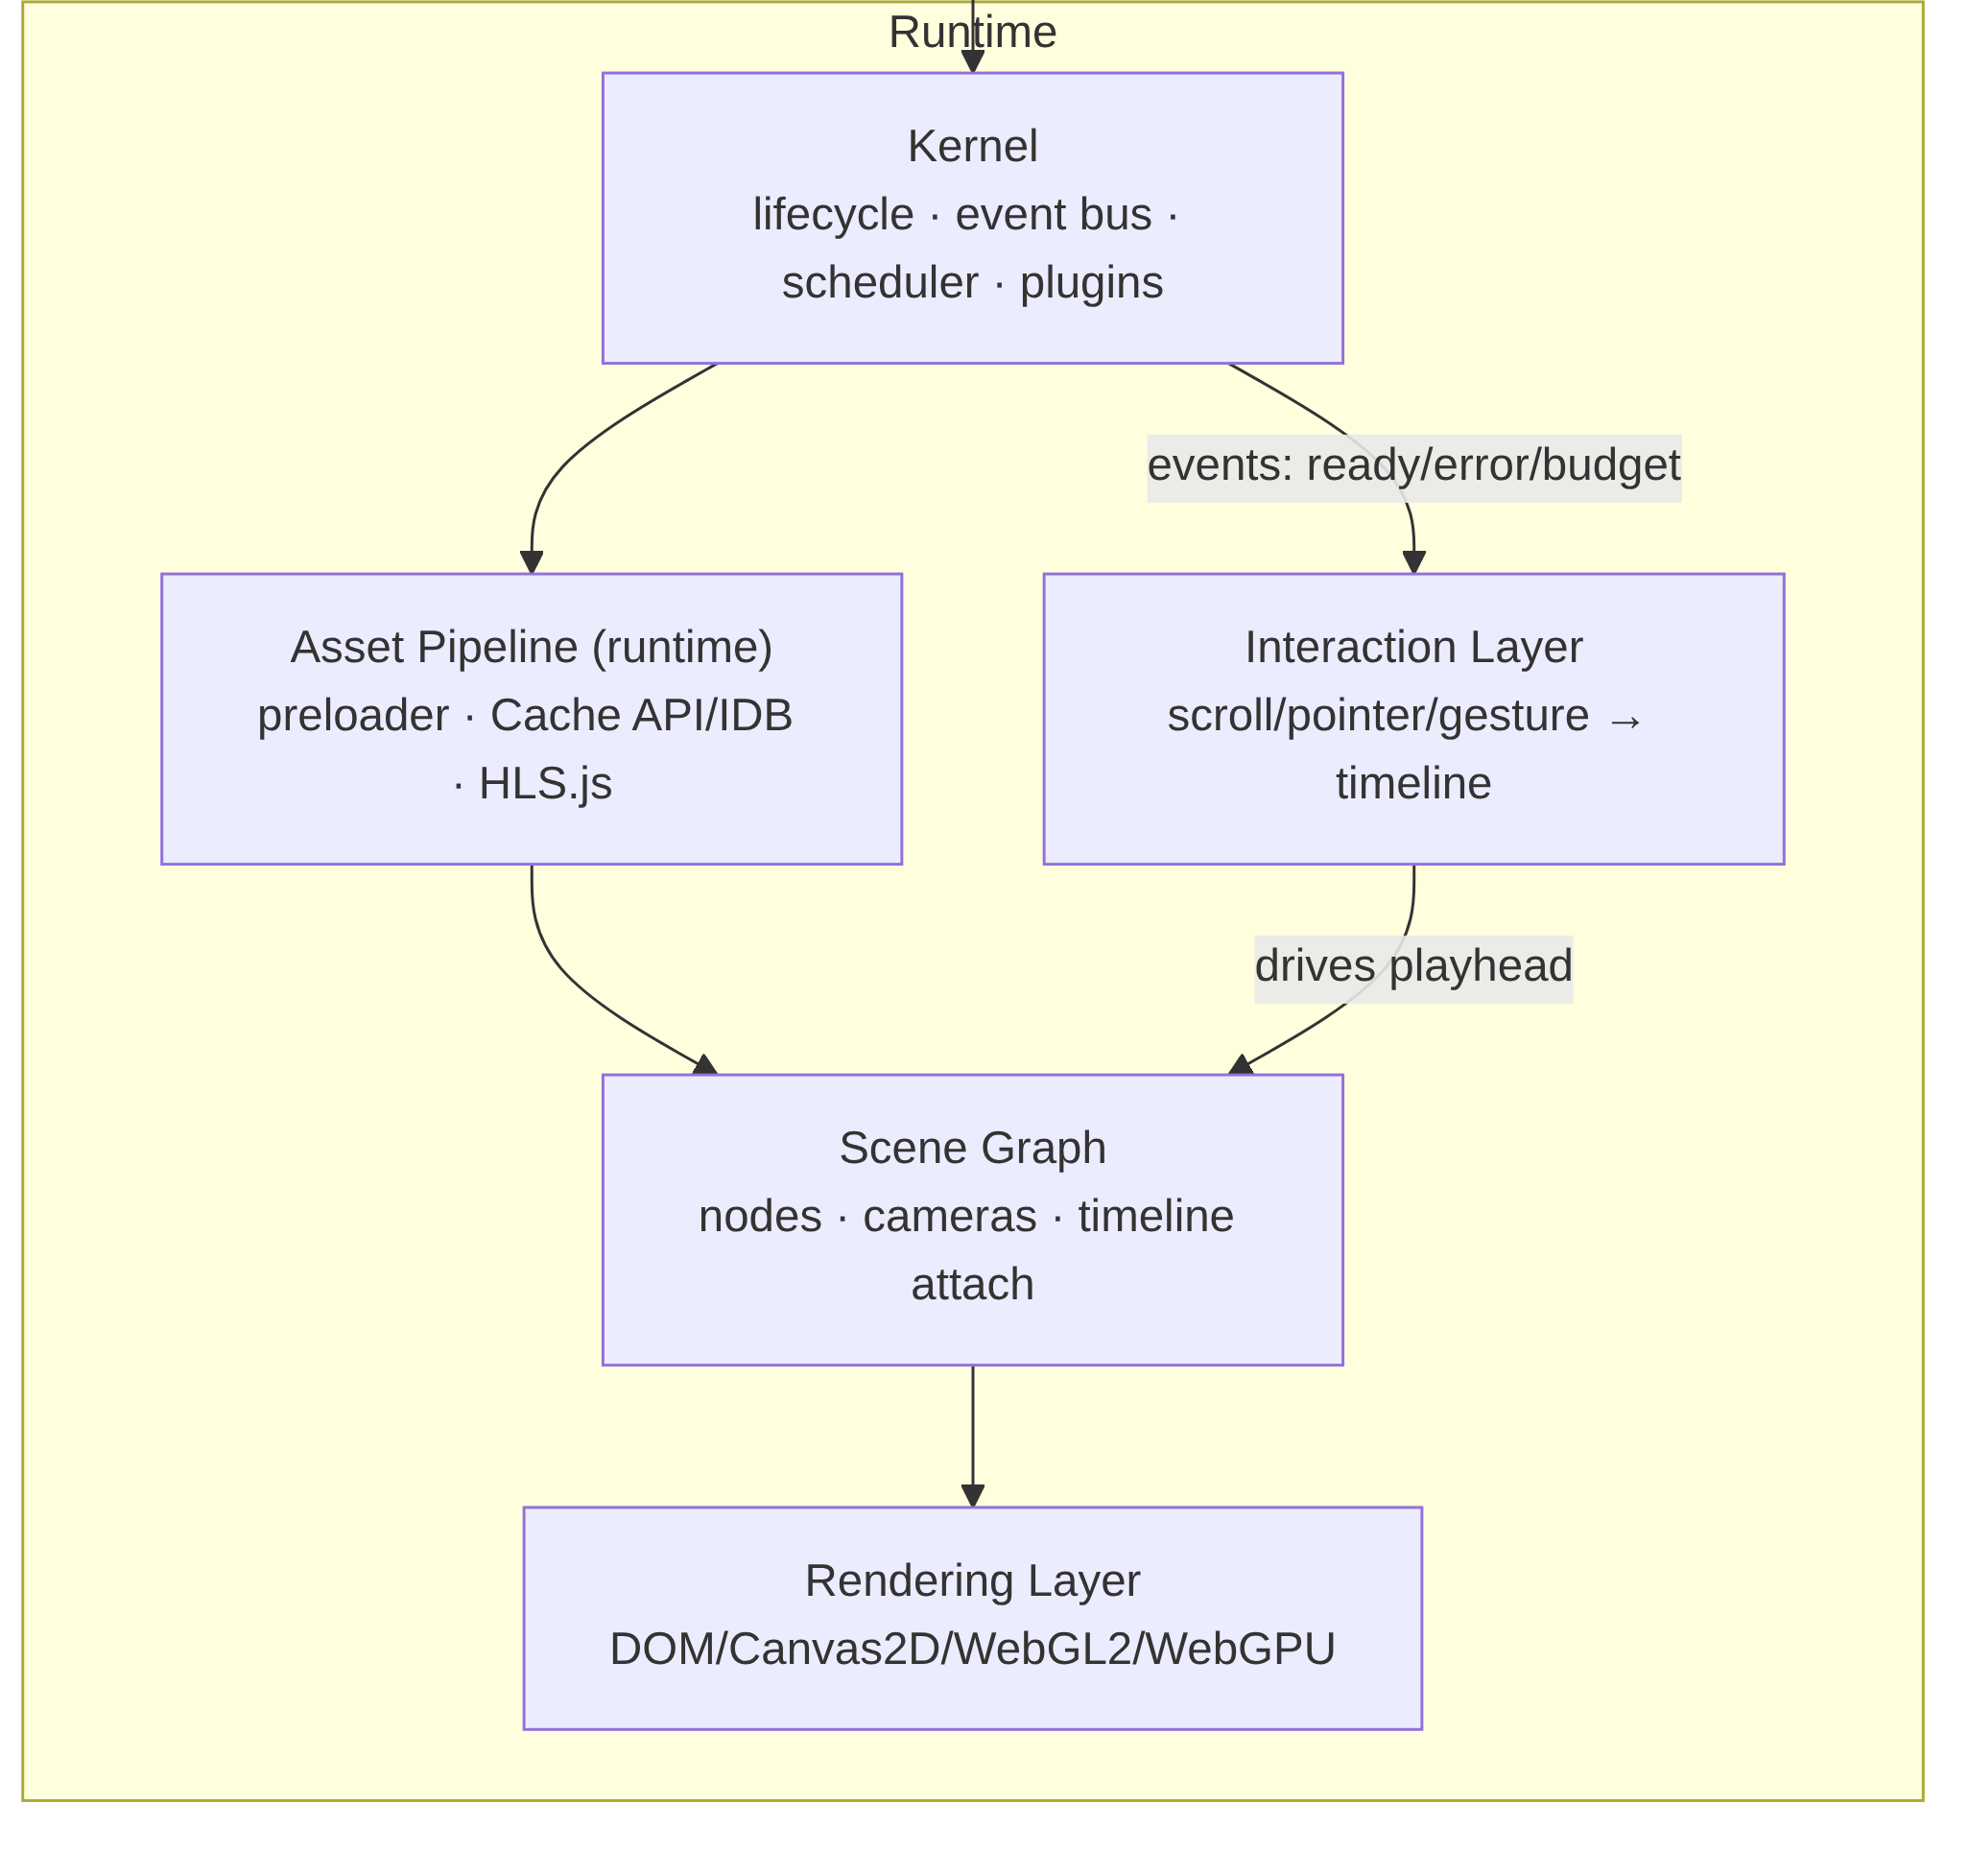 Runtime
Kernel
lifecycle · event bus ·
scheduler · plugins
events: ready/error/budget
Asset Pipeline (runtime)
preloader · Cache API/IDB
· HLS.js
Interaction Layer
scroll/pointer/gesture →
timeline
drives playhead
Scene Graph
nodes · cameras · timeline
attach
Rendering Layer
DOM/Canvas2D/WebGL2/WebGPU